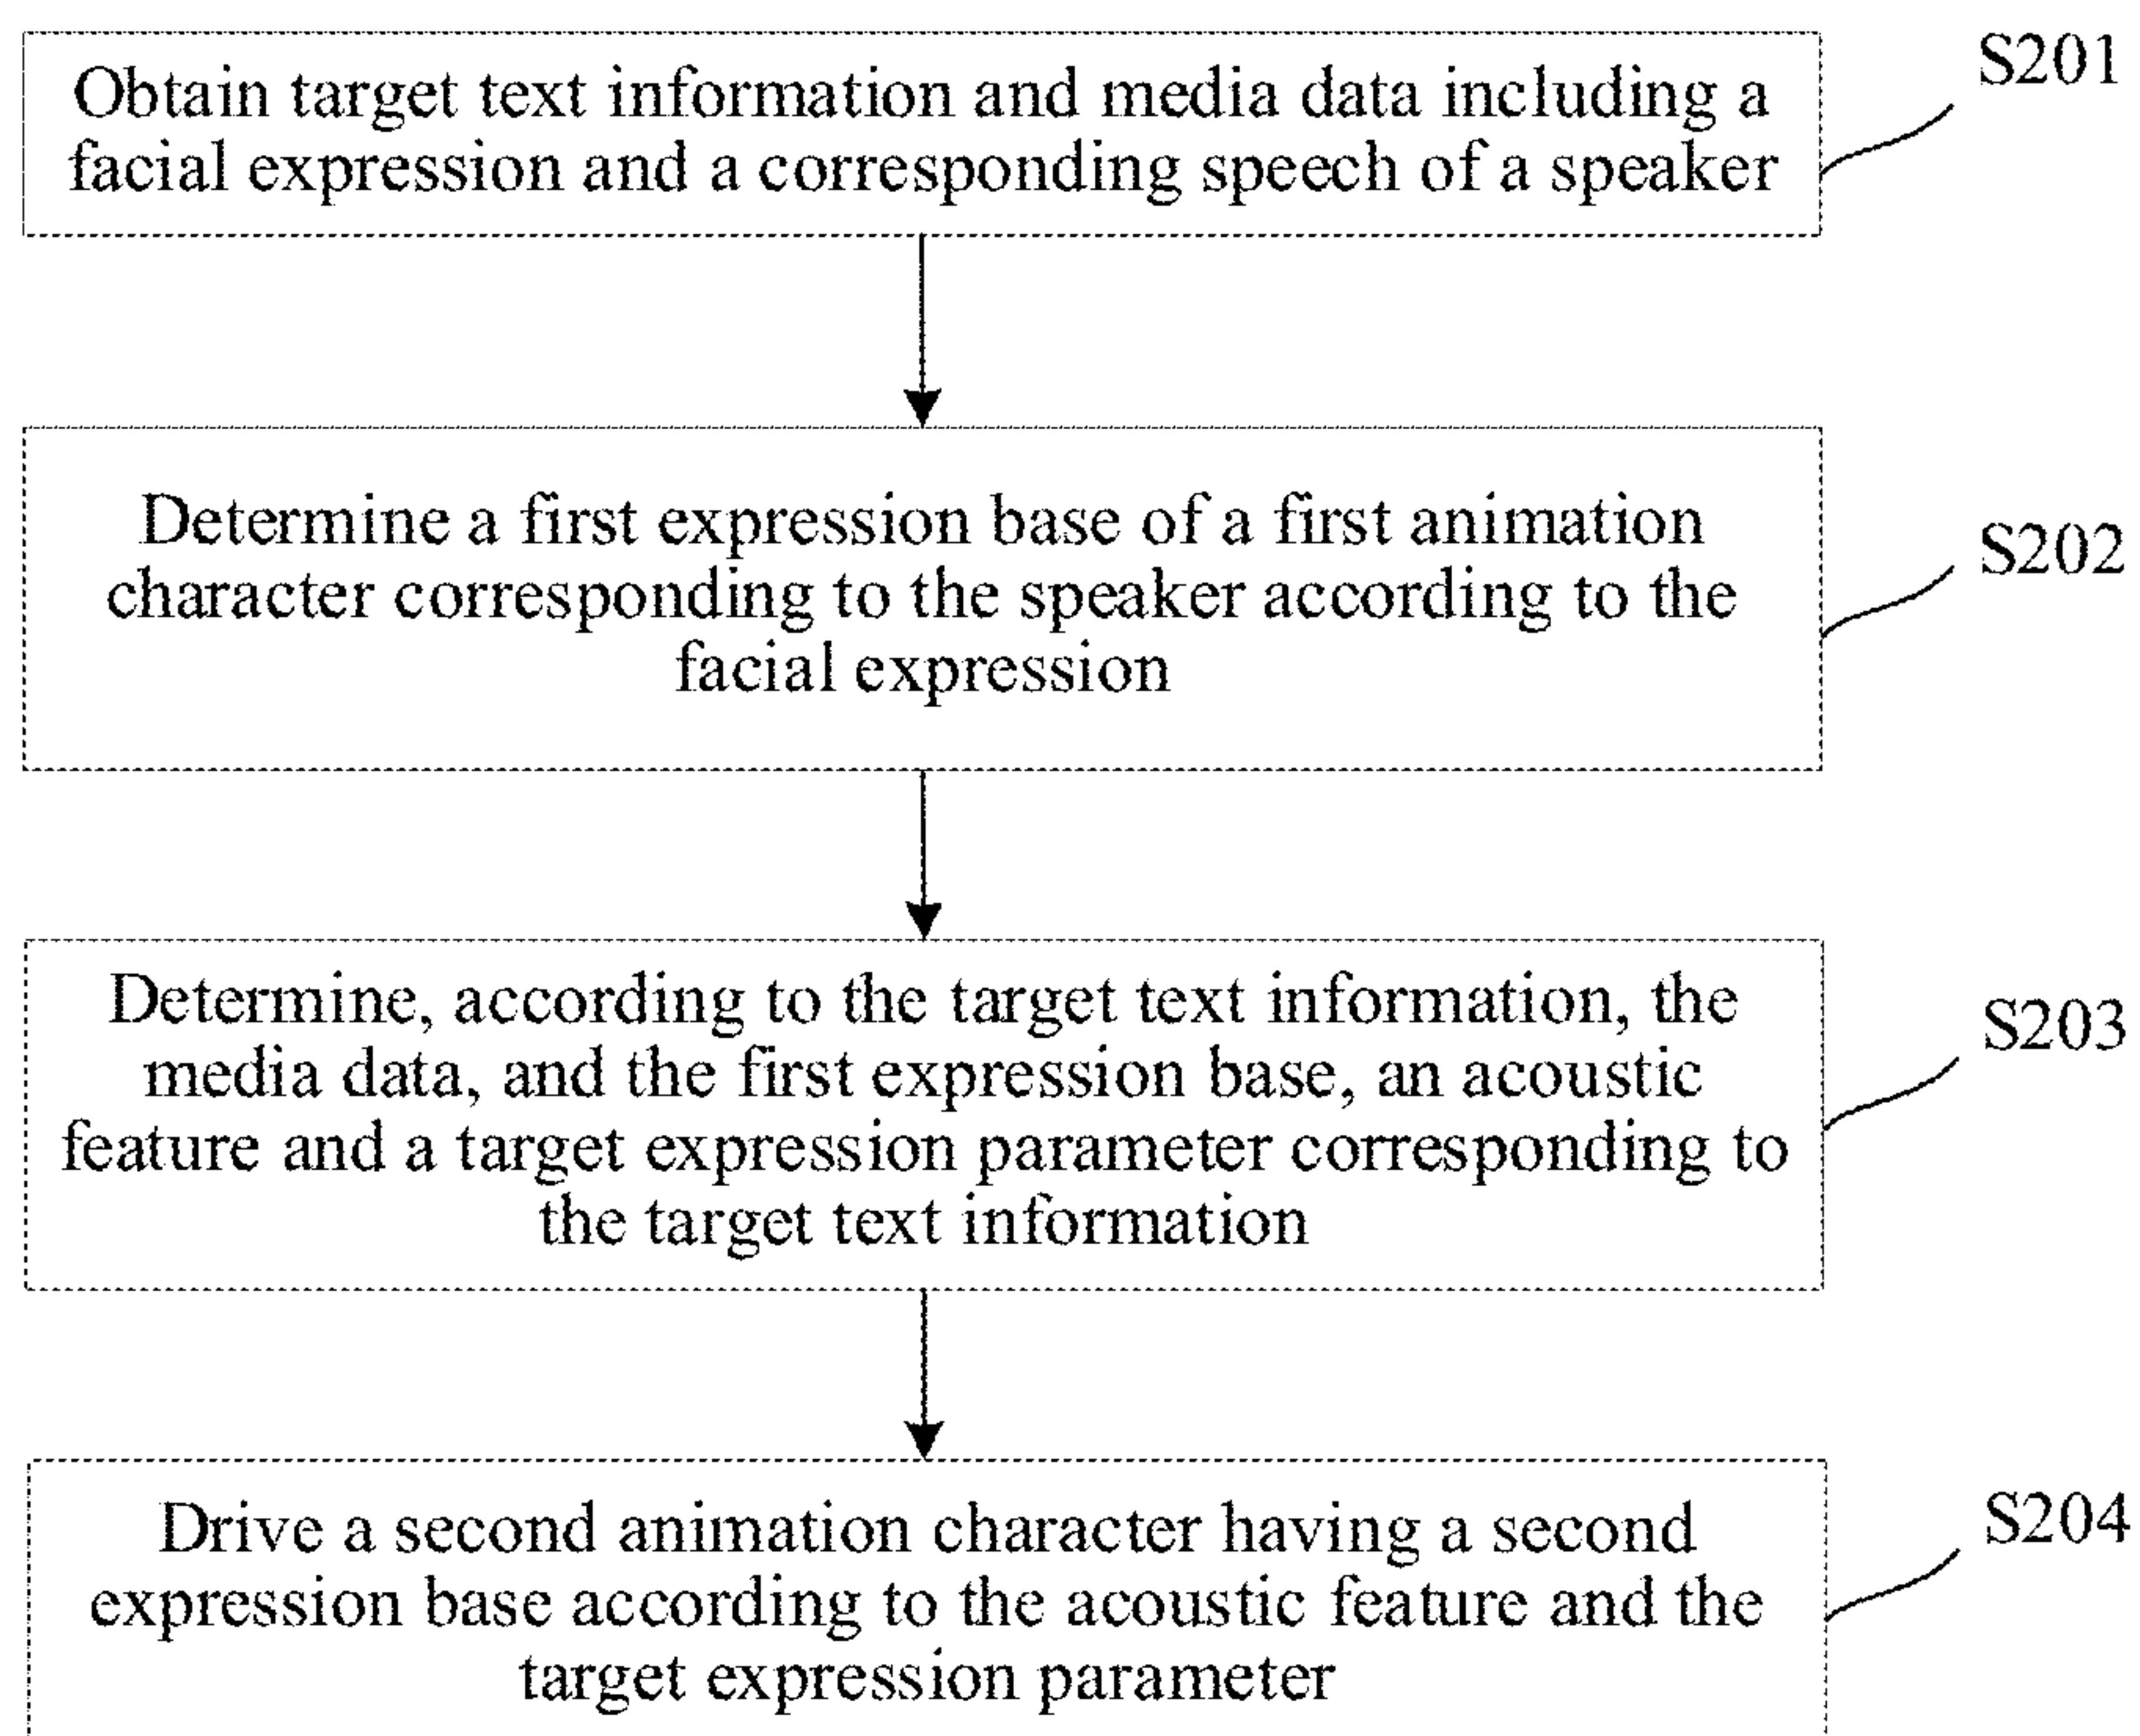 Obtain target text information and media data including a
facial expression and a corresponding speech of a speaker
S201
Determine a first expression base of a first animation
character corresponding to the speaker according to the
facial expression
S202
Determine, according to the target text information, the
media data, and the first expression base, an acoustic
feature and a target expression parameter corresponding to
the target text information
S203
Drive a second animation character having a second
expression base according to the acoustic feature and the
target expression parameter
S204